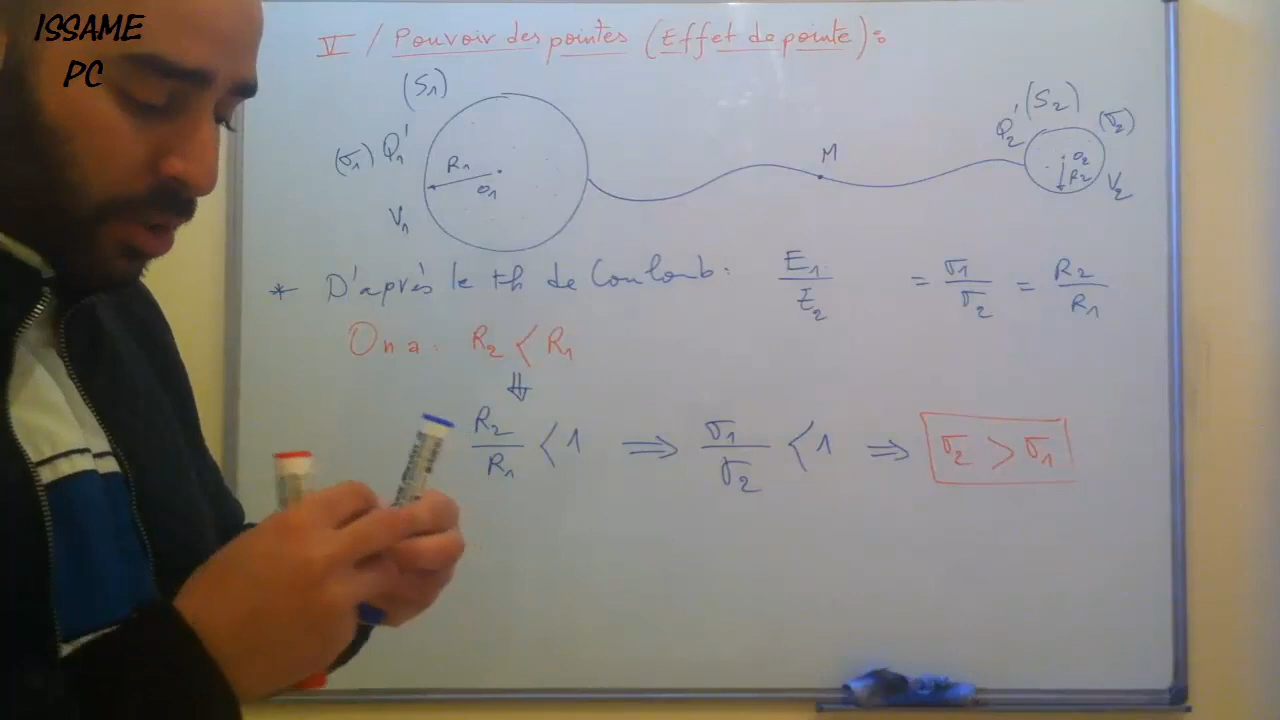 ISSAME
PC
V / Pouvoir des pointes (Effet de pointe) :
(S1)
(σ1) Q1'
R1
O1
V1
M
(S2)
Q2'
(σ2)
O2
R2
V2
* D'après le th de Coulomb : E1/E2 = σ1/σ2 = R2/R1
On a : R2 < R1
⇓
R2/R1 < 1 ⟹ σ1/σ2 < 1 ⟹ σ2 > σ1